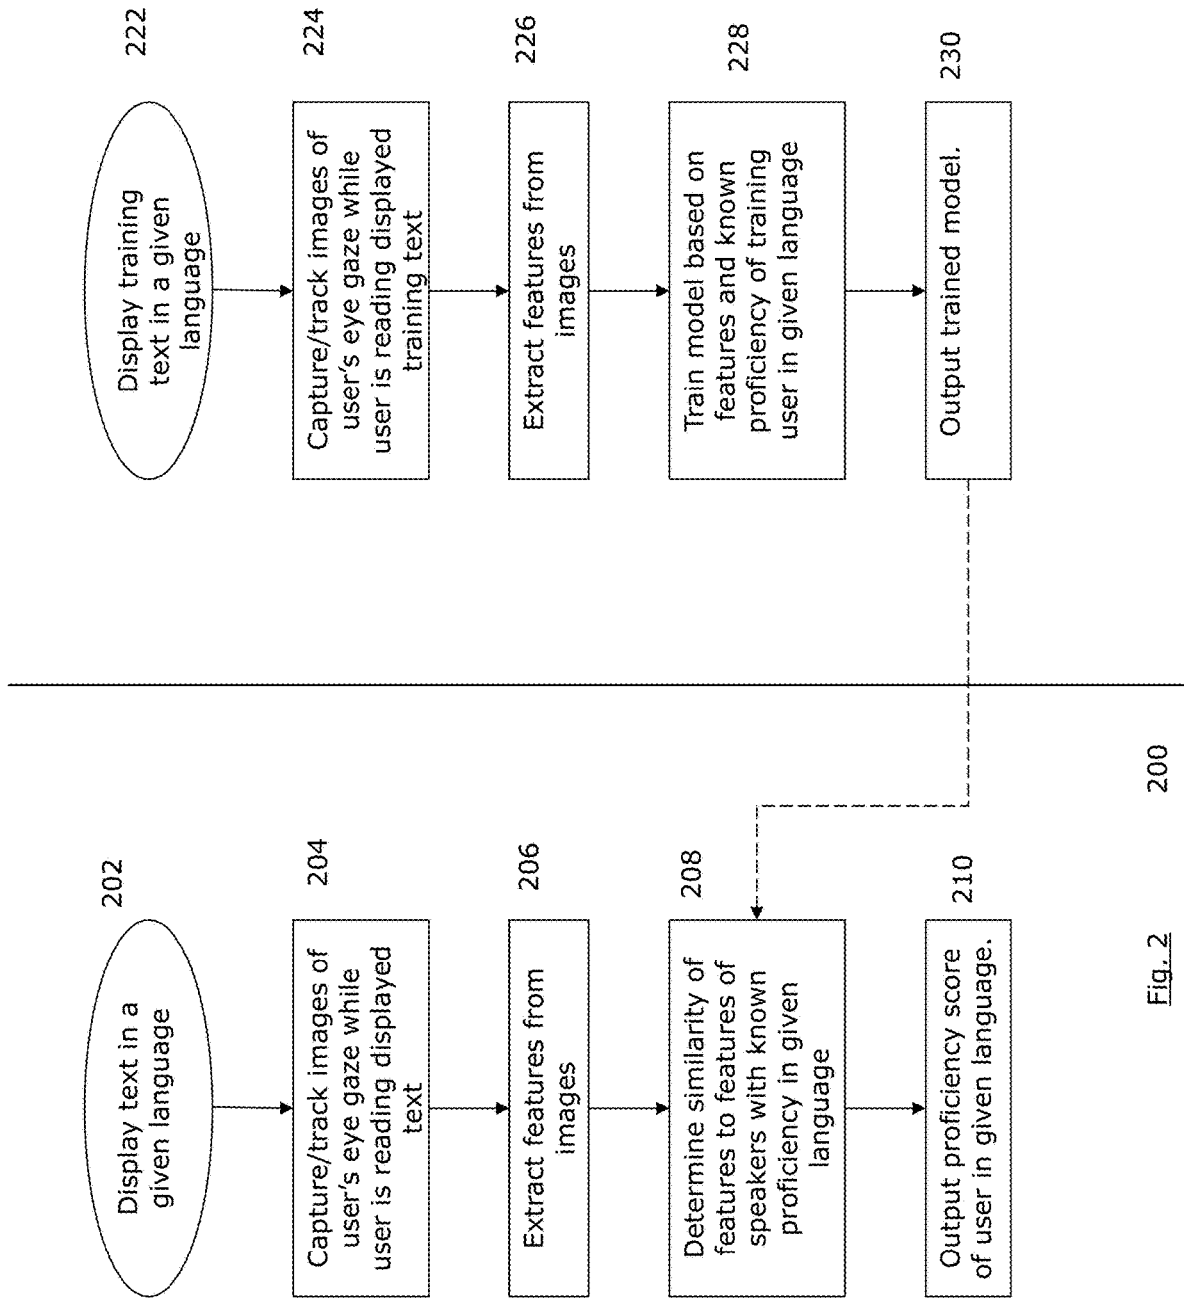 202
Display text in a
given language
204
Capture/track images of
user's eye gaze while
user is reading displayed
text
206
Extract features from
images
208
Determine similarity of
features to features of
speakers with known
proficiency in given
language
210
Output proficiency score
of user in given language.
222
Display training
text in a given
language
224
Capture/track images of
user's eye gaze while
user is reading displayed
training text
226
Extract features from
images
228
Train model based on
features and known
proficiency of training
user in given language
230
Output trained model.
Fig. 2
200